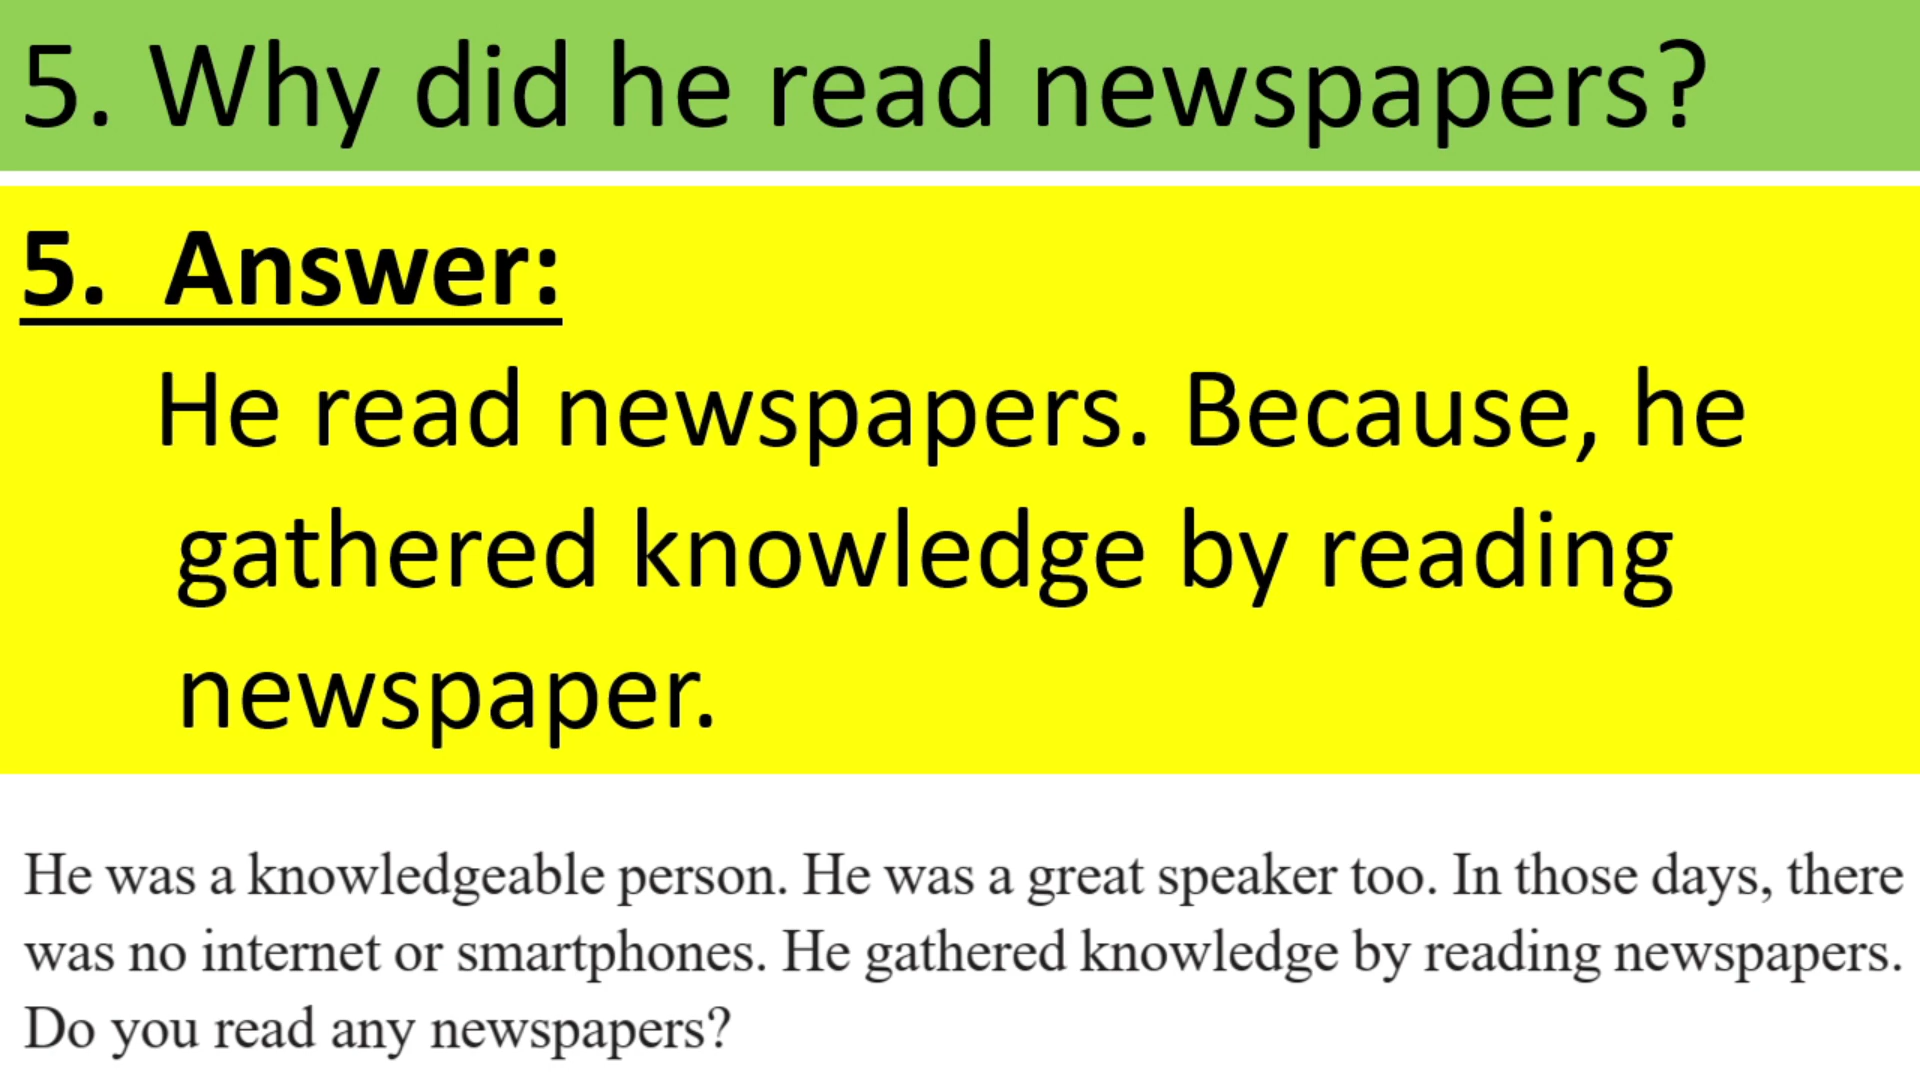 5. Why did he read newspapers?
5. Answer:
He read newspapers. Because, he
gathered knowledge by reading
newspaper.
He was a knowledgeable person. He was a great speaker too. In those days, there
was no internet or smartphones. He gathered knowledge by reading newspapers.
Do you read any newspapers?